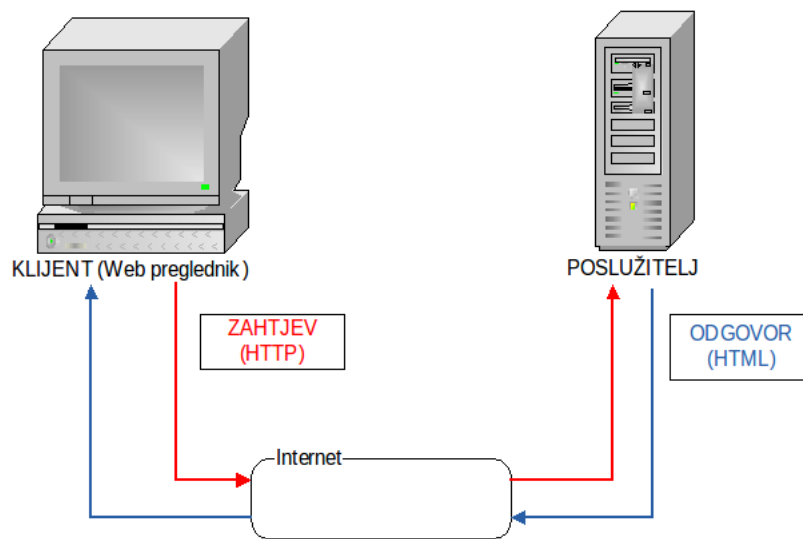 KLIJENT (Web preglednik)
POSLUŽITELJ
ZAHTJEV
(HTTP)
ODGOVOR
(HTML)
Internet